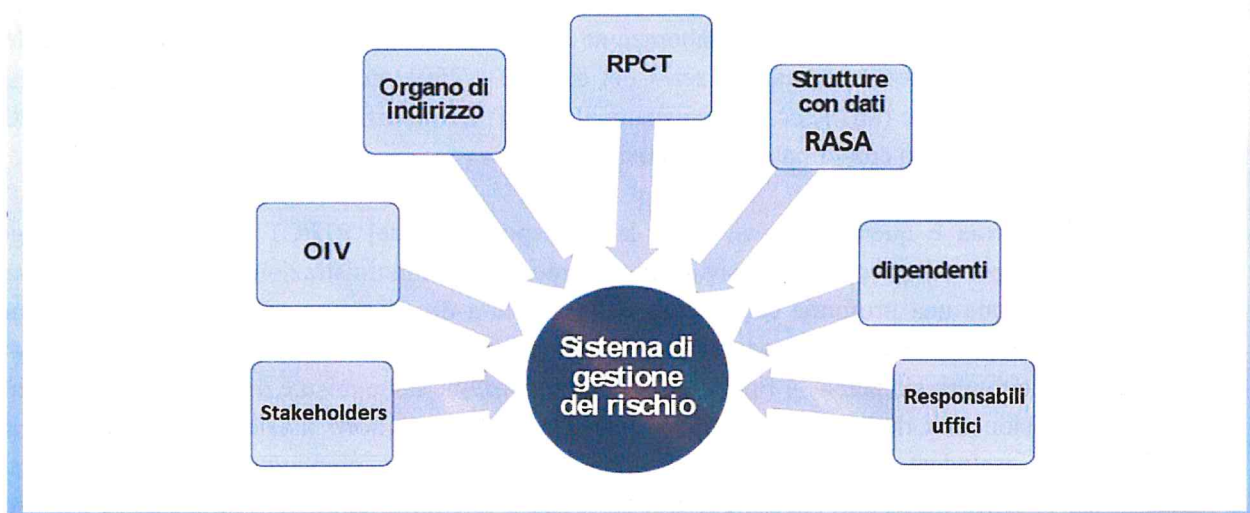 RPCT
Organo di
indirizzo
Strutture
con dati
RASA
OIV
dipendenti
Sistema di
gestione
del rischio
Stakeholders
Responsabili
uffici